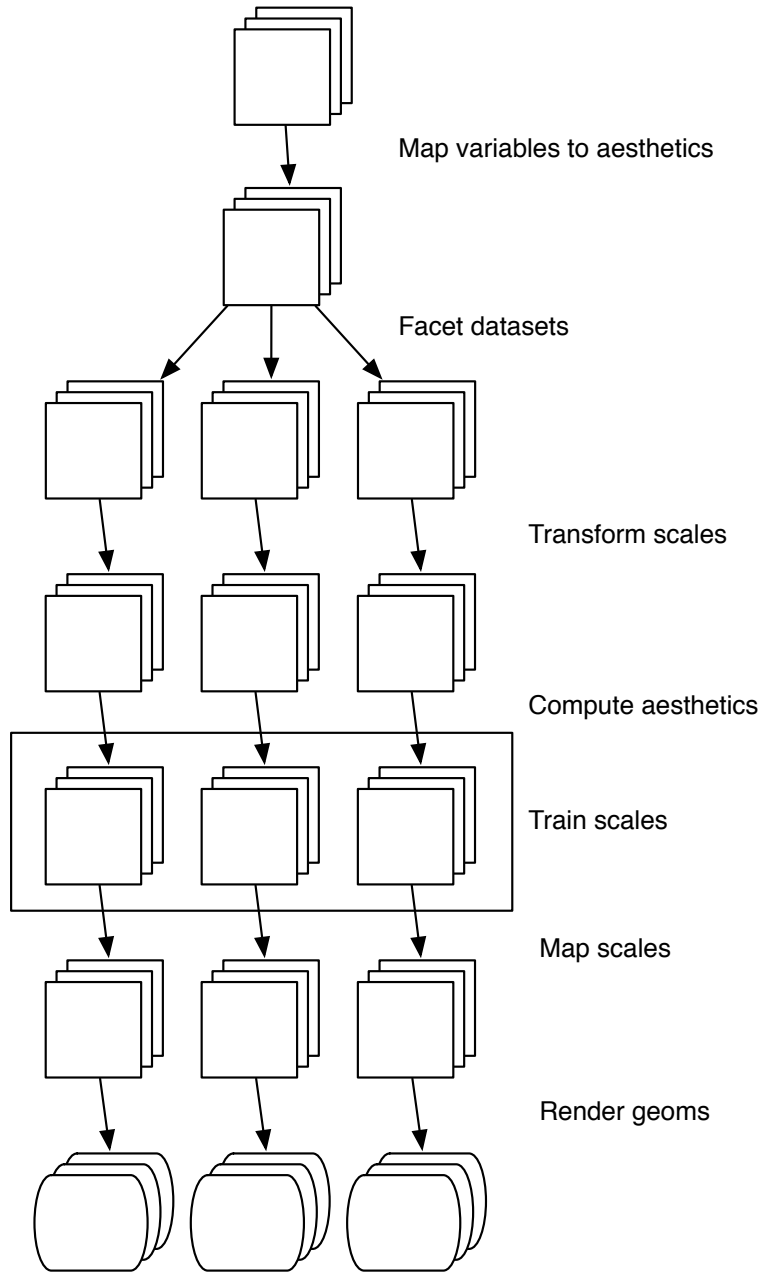 Map variables to aesthetics
Facet datasets
Transform scales
Compute aesthetics
Train scales
Map scales
Render geoms